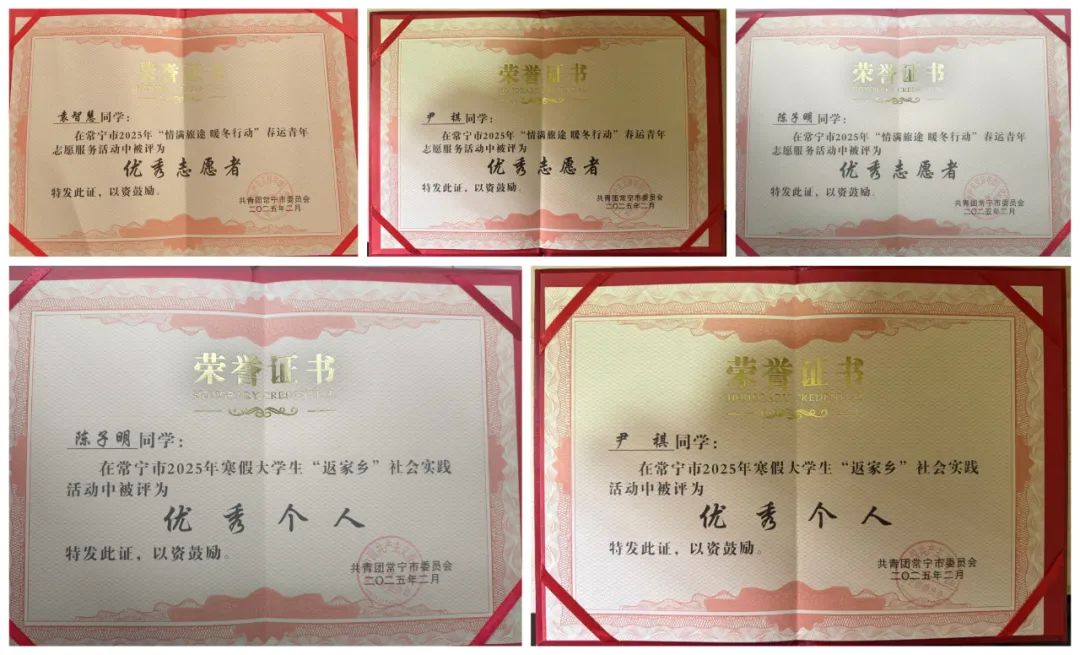 荣誉证书
袁智慧同学：
在常宁市2025年“情满旅途 暖冬行动”春运青年
志愿服务活动中被评为
优秀志愿者
特发此证，以资鼓励。
共青团常宁市委员会
二〇二五年二月
荣誉证书
尹 祺同学：
在常宁市2025年“情满旅途 暖冬行动”春运青年
志愿服务活动中被评为
优秀志愿者
特发此证，以资鼓励。
共青团常宁市委员会
二〇二五年二月
荣誉证书
陈子明同学：
在常宁市2025年“情满旅途 暖冬行动”春运青年
志愿服务活动中被评为
优秀志愿者
特发此证，以资鼓励。
共青团常宁市委员会
二〇二五年二月
荣誉证书
HONORARY CREDENTIAL
陈子明同学：
在常宁市2025年寒假大学生“返家乡”社会实践
活动中被评为
优秀个人
特发此证，以资鼓励。
共青团常宁市委员会
二〇二五年二月
荣誉证书
HONORARY CREDENTIAL
尹 祺同学：
在常宁市2025年寒假大学生“返家乡”社会实践
活动中被评为
优秀个人
特发此证，以资鼓励。
共青团常宁市委员会
二〇二五年二月